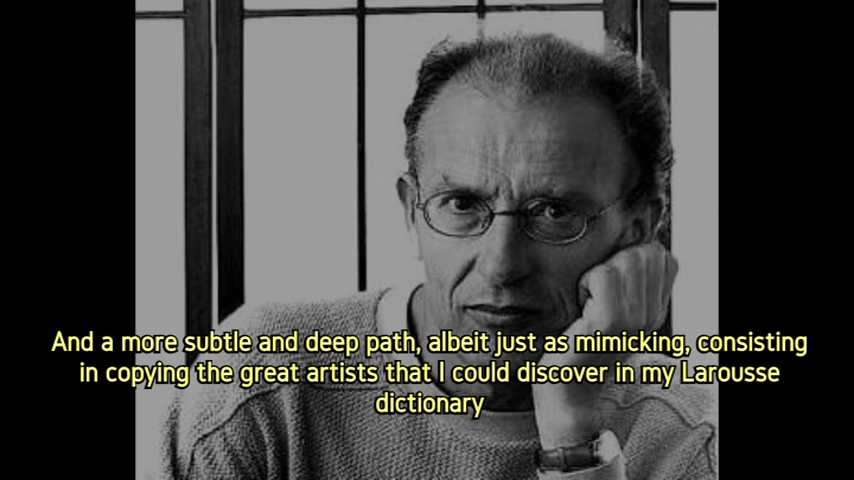 And a more subtle and deep path, albeit just as mimicking, consisting
in copying the great artists that I could discover in my Larousse
dictionary